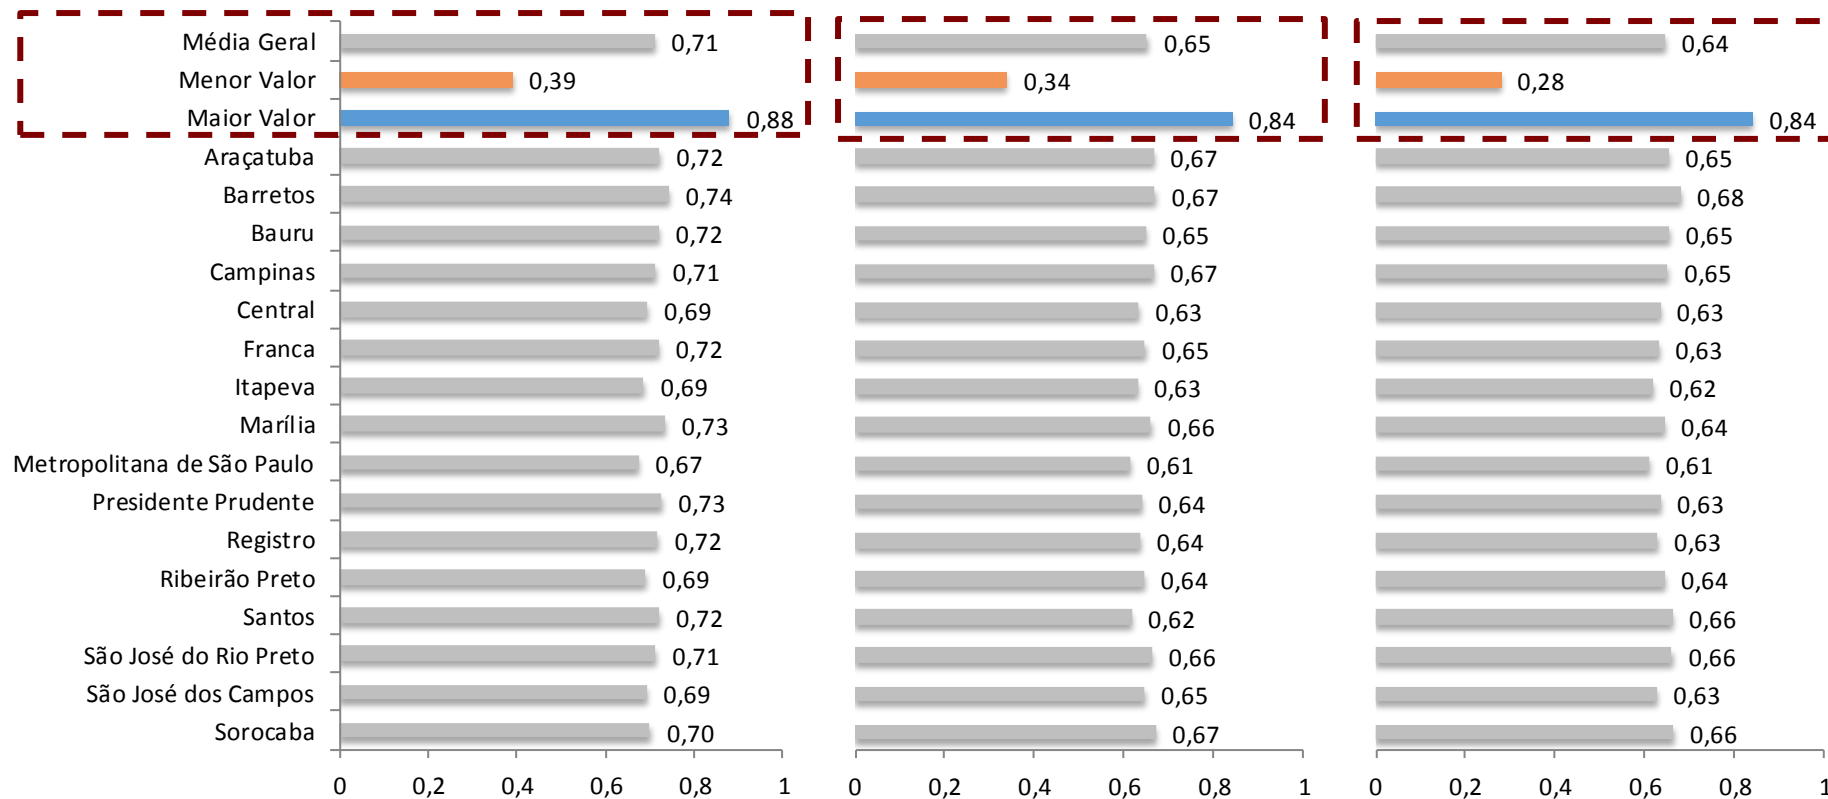 Média Geral 0,71 0,65 0,64
Menor Valor 0,39 0,34 0,28
Maior Valor 0,88 0,84 0,84
Araçatuba 0,72 0,67 0,65
Barretos 0,74 0,67 0,68
Bauru 0,72 0,65 0,65
Campinas 0,71 0,67 0,65
Central 0,69 0,63 0,63
Franca 0,72 0,65 0,63
Itapeva 0,69 0,63 0,62
Marília 0,73 0,66 0,64
Metropolitana de São Paulo 0,67 0,61 0,61
Presidente Prudente 0,73 0,64 0,63
Registro 0,72 0,64 0,63
Ribeirão Preto 0,69 0,64 0,64
Santos 0,72 0,62 0,66
São José do Rio Preto 0,71 0,66 0,66
São José dos Campos 0,69 0,65 0,63
Sorocaba 0,70 0,67 0,66
0 0,2 0,4 0,6 0,8 1 0 0,2 0,4 0,6 0,8 1 0 0,2 0,4 0,6 0,8 1